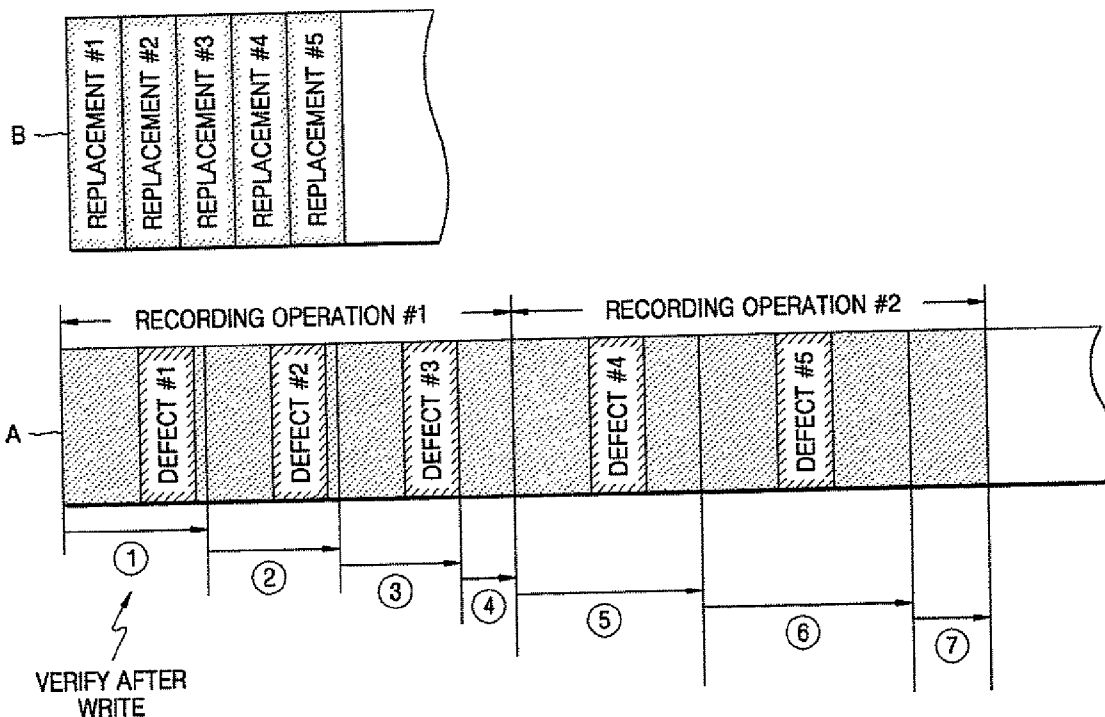 B
REPLACEMENT #1
REPLACEMENT #2
REPLACEMENT #3
REPLACEMENT #4
REPLACEMENT #5
RECORDING OPERATION #1
RECORDING OPERATION #2
A
DEFECT #1
DEFECT #2
DEFECT #3
DEFECT #4
DEFECT #5
①
②
③
④
⑤
⑥
⑦
VERIFY AFTER
WRITE